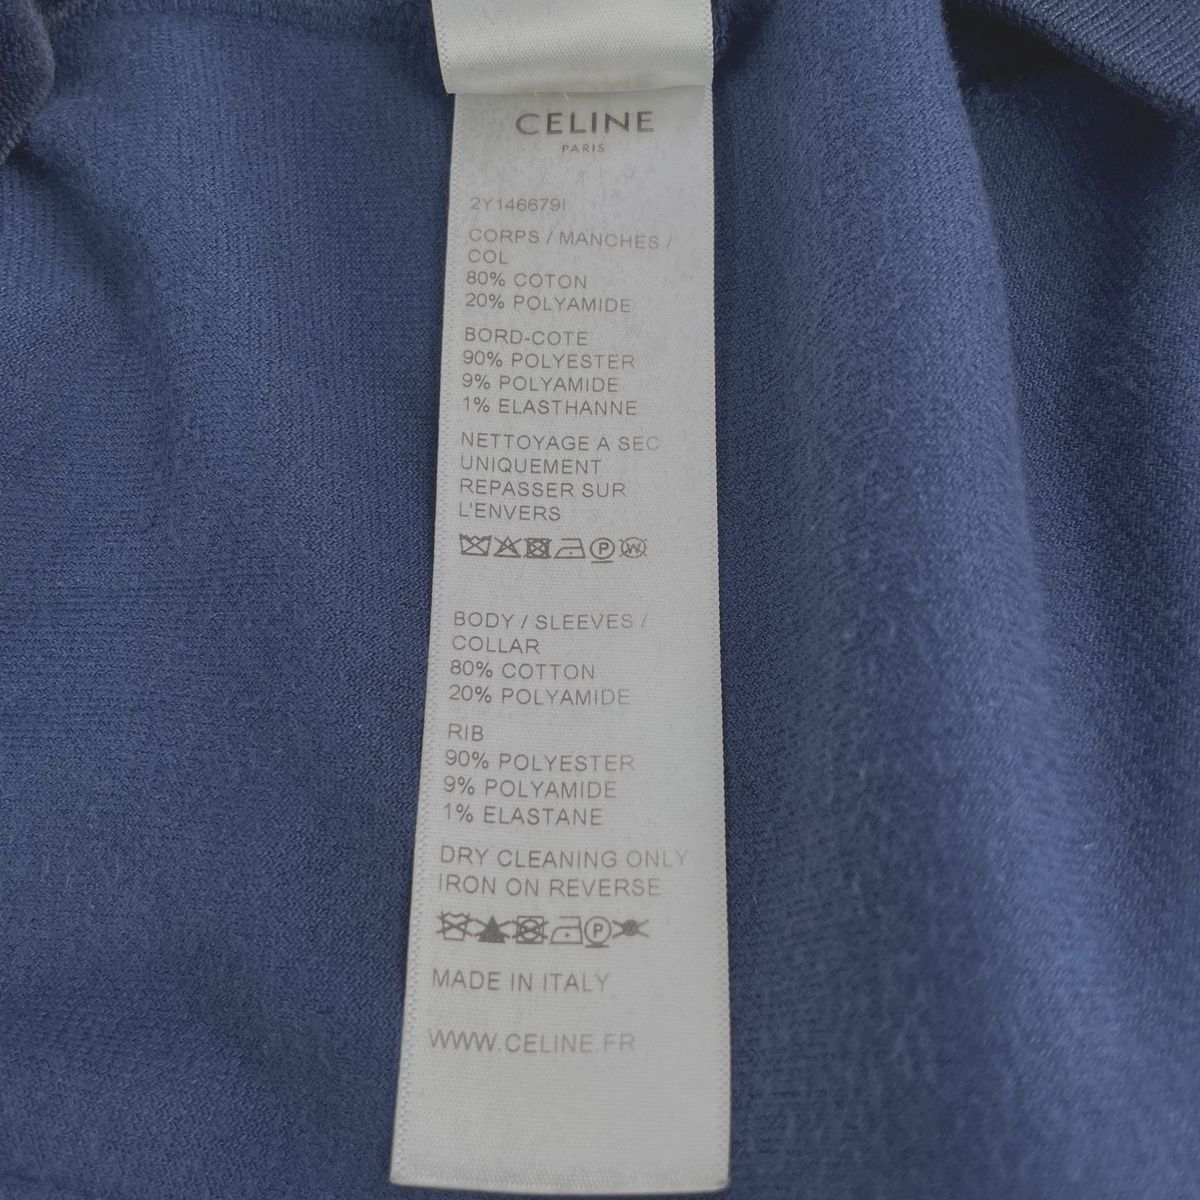 CELINE
PARIS
2Y146679I
CORPS / MANCHES /
COL
80% COTON
20% POLYAMIDE
BORD-COTE
90% POLYESTER
9% POLYAMIDE
1% ELASTHANNE
NETTOYAGE A SEC
UNIQUEMENT
REPASSER SUR
L'ENVERS
P W
BODY / SLEEVES /
COLLAR
80% COTTON
20% POLYAMIDE
RIB
90% POLYESTER
9% POLYAMIDE
1% ELASTANE
DRY CLEANING ONLY
IRON ON REVERSE
P
MADE IN ITALY
WWW.CELINE.FR